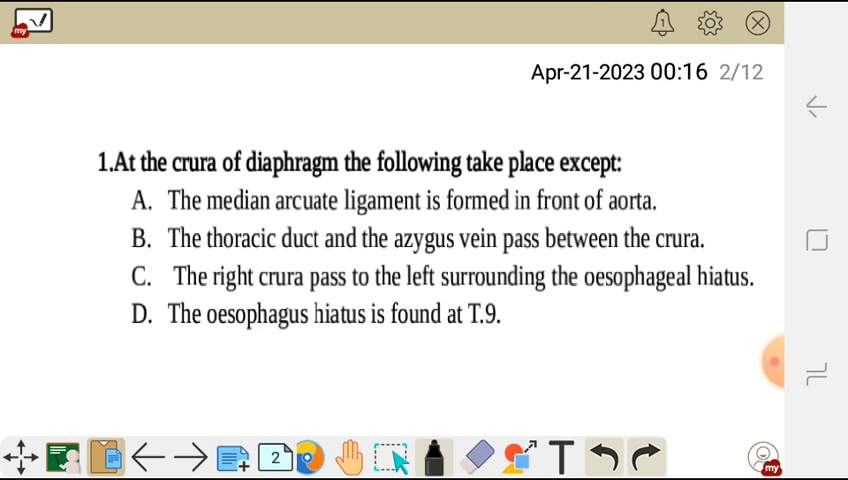 my
1
Apr-21-2023 00:16 2/12
1.At the crura of diaphragm the following take place except:
A. The median arcuate ligament is formed in front of aorta.
B. The thoracic duct and the azygus vein pass between the crura.
C. The right crura pass to the left surrounding the oesophageal hiatus.
D. The oesophagus hiatus is found at T.9.
2
T
my